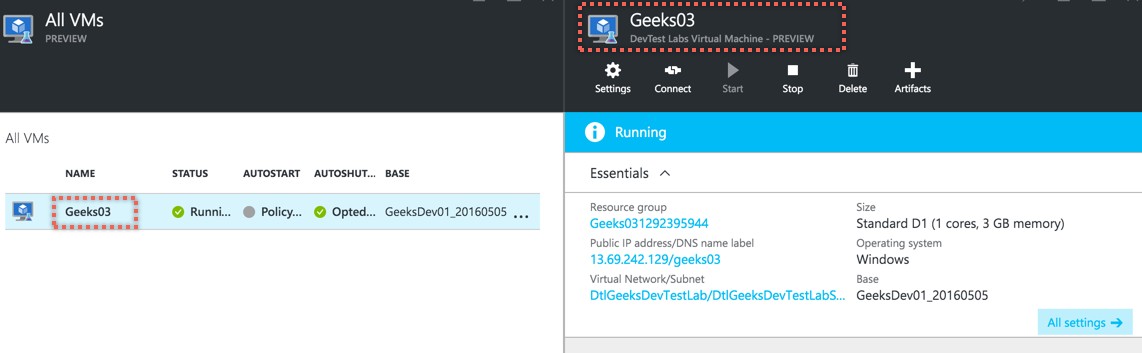 All VMs
PREVIEW
All VMs
NAME STATUS AUTOSTART AUTOSHUT... BASE
Geeks03 Runni... Policy... Opted... GeeksDev01_20160505 ...
Geeks03
DevTest Labs Virtual Machine - PREVIEW
Settings Connect Start Stop Delete Artifacts
Running
Essentials
Resource group Size
Geeks031292395944 Standard D1 (1 cores, 3 GB memory)
Public IP address/DNS name label Operating system
13.69.242.129/geeks03 Windows
Virtual Network/Subnet Base
DtlGeeksDevTestLab/DtlGeeksDevTestLabS... GeeksDev01_20160505
All settings